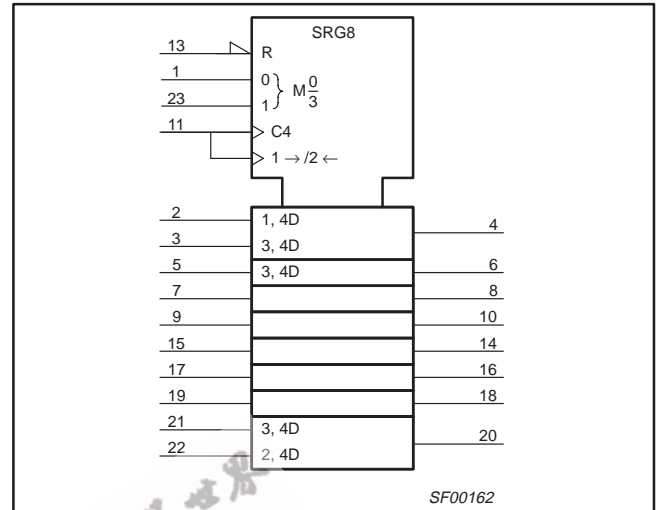 SRG8
13 R
1 0 } M 0/3
23 1
11 C4
1 → /2 ←
2 1, 4D 4
3 3, 4D
5 3, 4D 6
7 8
9 10
15 14
17 16
19 18
21 3, 4D 20
22 2, 4D
世界
SF00162